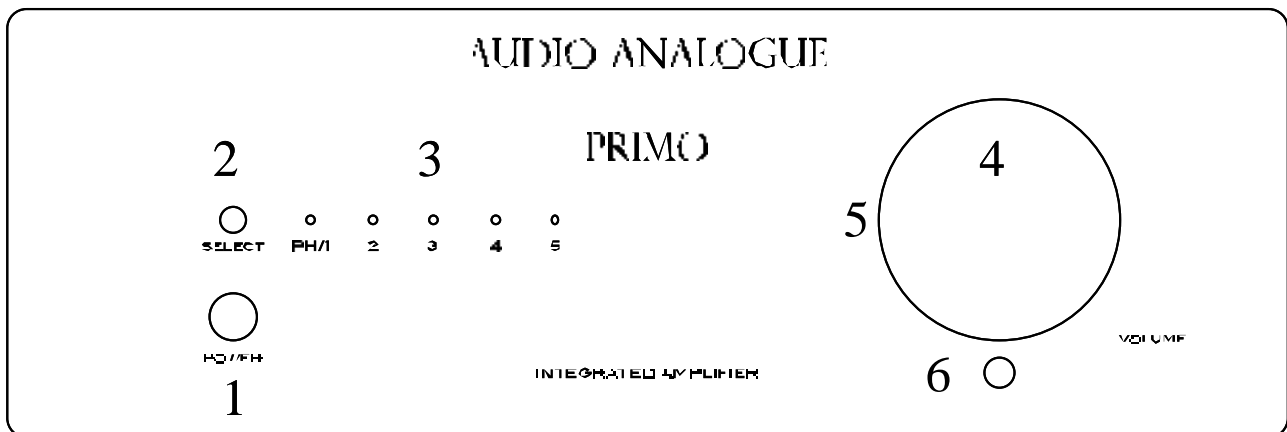 AUDIO ANALOGUE
PRIMO
2 3 4
5
SELECT PH/1 2 3 4 5
POWER
VOLUME
INTEGRATED AMPLIFIER
6
1